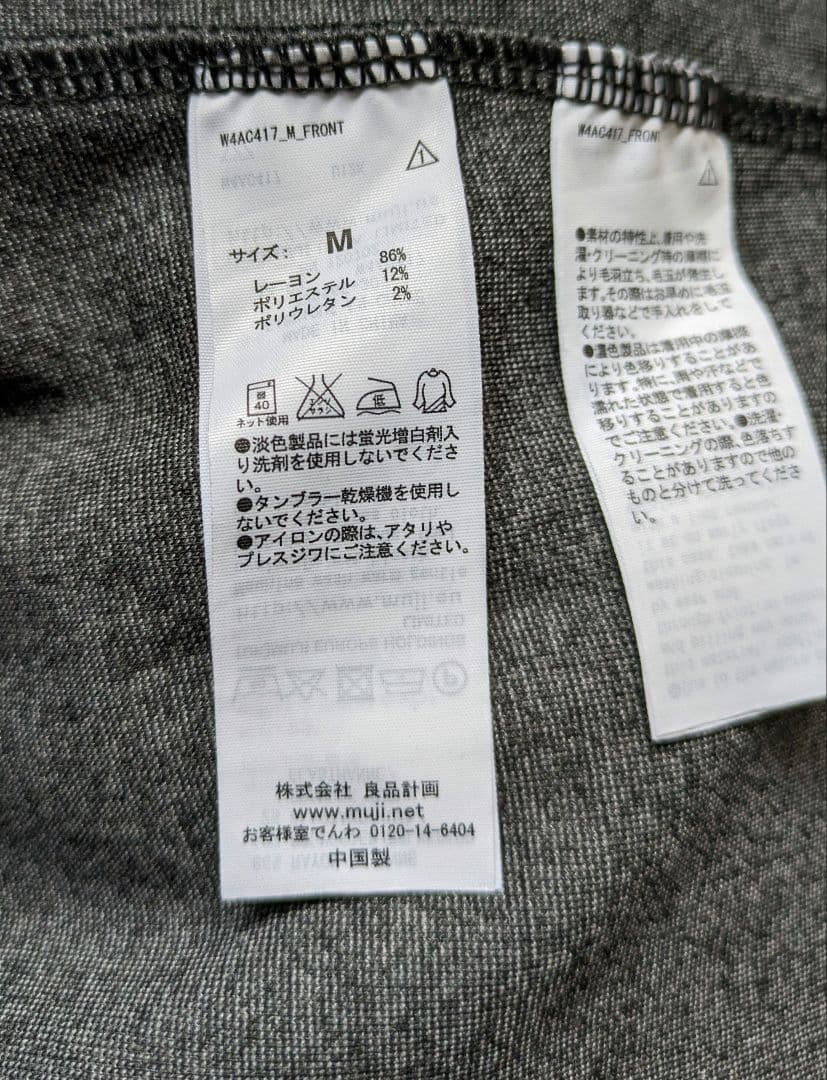 W4AC417_M_FRONT
1
サイズ: M
レーヨン 86%
ポリエステル 12%
ポリウレタン 2%
40
エンソサラシ
低
ネット使用
●淡色製品には蛍光増白剤入
り洗剤を使用しないでくださ
い。
●タンブラー乾燥機を使用し
ないでください。
●アイロンの際は、アタリや
プレスジワにご注意ください。
株式会社 良品計画
www.muji.net
お客様室でんわ 0120-14-6404
中国製
W4AC417_FRONT
1
●素材の特性上、着用や洗
濯・クリーニング時の摩擦に
より毛羽立ち、毛玉が発生し
ます。その際はお早めに毛玉
取り器などで手入れをして
ください。
●濃色製品は着用中の摩擦
により色移りすることがあ
ります。特に、雨や汗などで
濡れた状態で着用すると色
移りすることがありますの
でご注意ください。●洗濯・
クリーニングの際、色落ちす
ることがありますので他の
ものと分けて洗ってくださ
い。